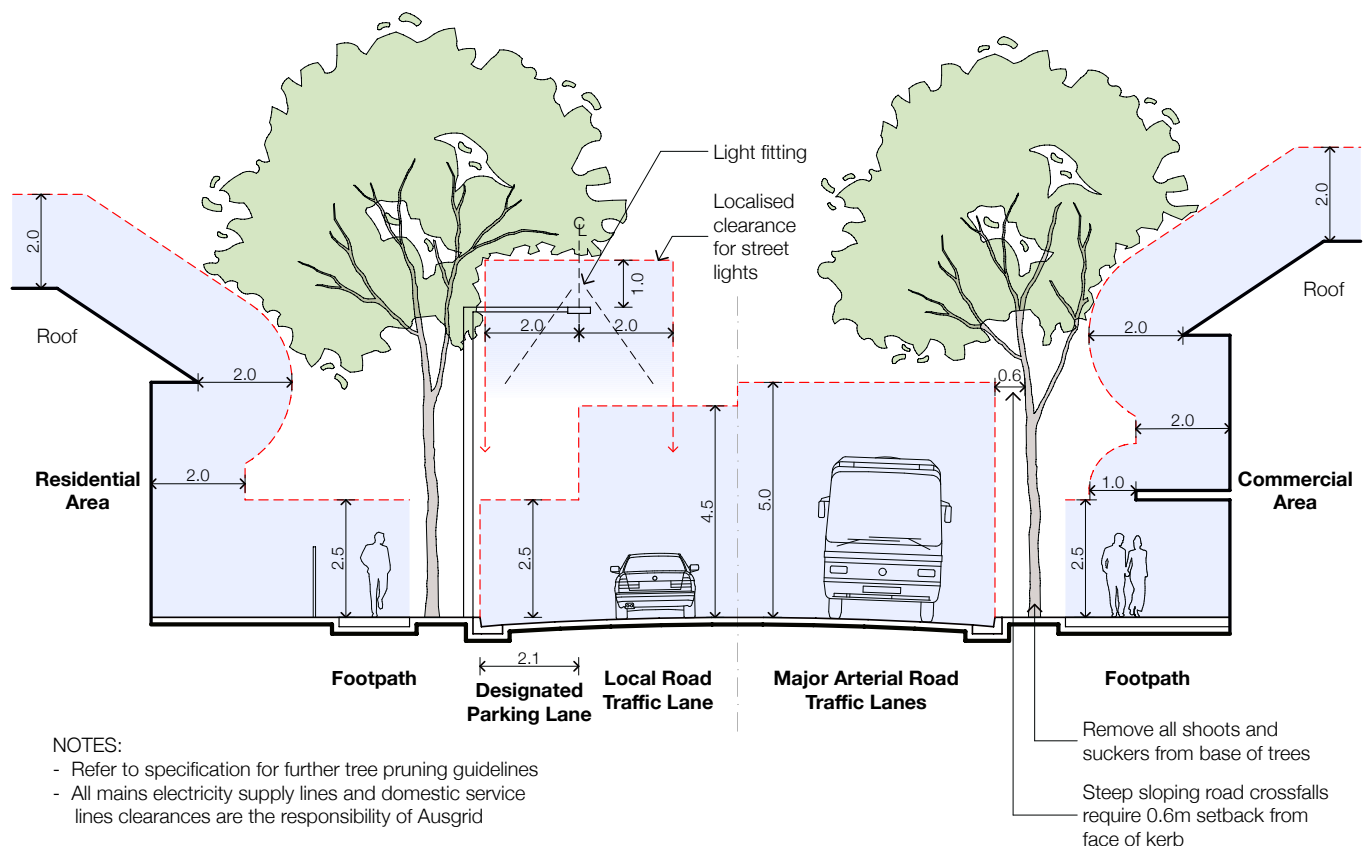 Light fitting
Localised
clearance
for street
lights
℄
2.0
2.0
1.0
2.0
2.0
Roof
Roof
2.0
2.0
2.0
0.6
2.0
2.0
1.0
Residential
Area
Commercial
Area
2.5
2.5
4.5
5.0
2.5
2.1
Footpath
Designated
Parking Lane
Local Road
Traffic Lane
Major Arterial Road
Traffic Lanes
Footpath
Remove all shoots and
suckers from base of trees
Steep sloping road crossfalls
require 0.6m setback from
face of kerb
NOTES:
- Refer to specification for further tree pruning guidelines
- All mains electricity supply lines and domestic service
lines clearances are the responsibility of Ausgrid